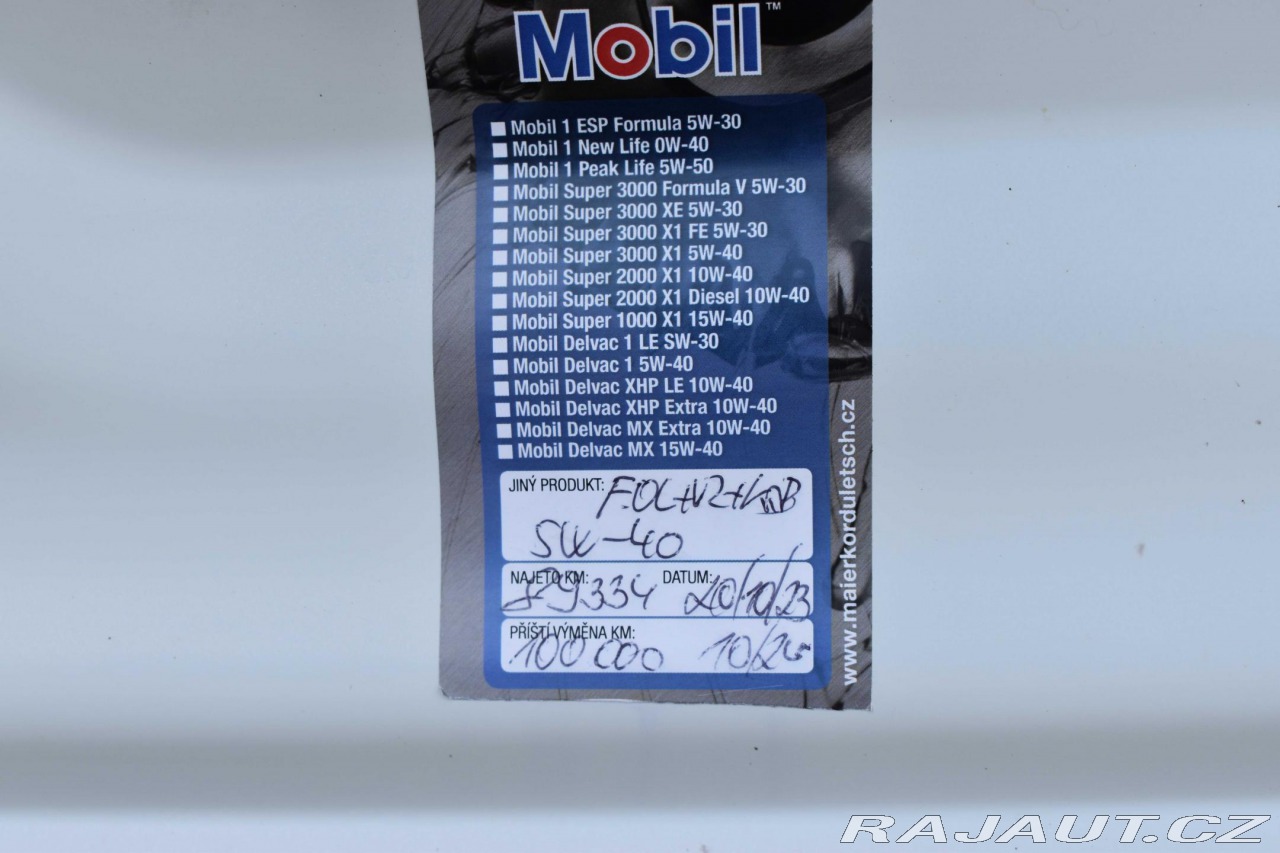 Mobil™
Mobil 1 ESP Formula 5W-30
Mobil 1 New Life 0W-40
Mobil 1 Peak Life 5W-50
Mobil Super 3000 Formula V 5W-30
Mobil Super 3000 XE 5W-30
Mobil Super 3000 X1 FE 5W-30
Mobil Super 3000 X1 5W-40
Mobil Super 2000 X1 10W-40
Mobil Super 2000 X1 Diesel 10W-40
Mobil Super 1000 X1 15W-40
Mobil Delvac 1 LE SW-30
Mobil Delvac 1 5W-40
Mobil Delvac XHP LE 10W-40
Mobil Delvac XHP Extra 10W-40
Mobil Delvac MX Extra 10W-40
Mobil Delvac MX 15W-40
JINÝ PRODUKT:
5W-40
NAJETO KM: 89334 DATUM: 20/10/23
PŘÍŠTÍ VÝMĚNA KM:
100 000 10/24
www.maierkorduletsch.cz
RAJAUT.CZ